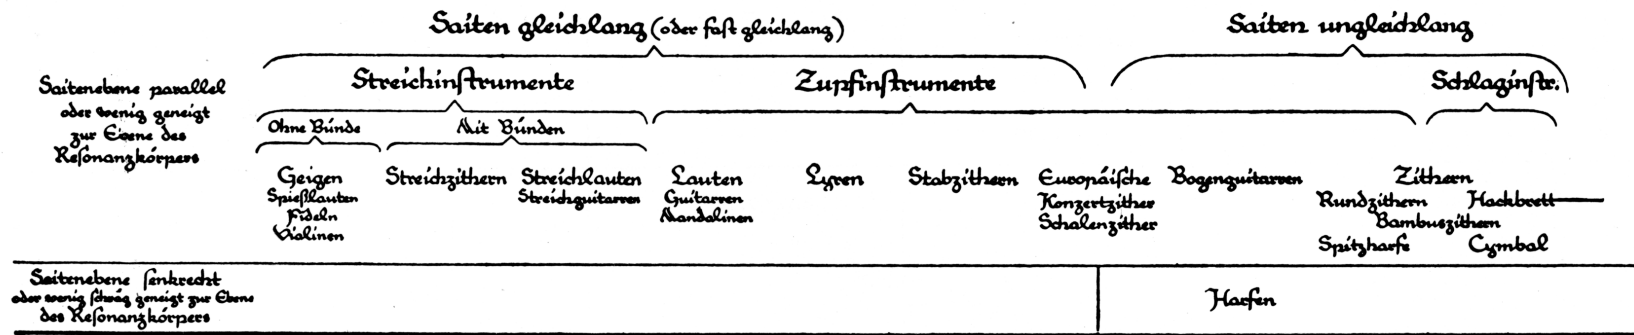 Saiten gleichlang (oder fast gleichlang) Saiten ungleichlang
Streichinstrumente Zupfinstrumente Schlaginstr.
Saitenebene parallel
oder wenig geneigt
zur Ebene des
Resonanzkörpers
Ohne Bünde Mit Bünden
Geigen Streichzithern Streichlauten Lauten Lyren Stabzithern Europäische Bogenguitarren Zithern
Spießlauten Streichguitarren Guitarren Konzertzither Rundzithern Hackbrett
Fideln Mandolinen Schalenzither Bambuszithern
Violinen Spitzharfe Cymbal
Saitenebene senkrecht
oder wenig schräg geneigt zur Ebene
des Resonanzkörpers
Harfen